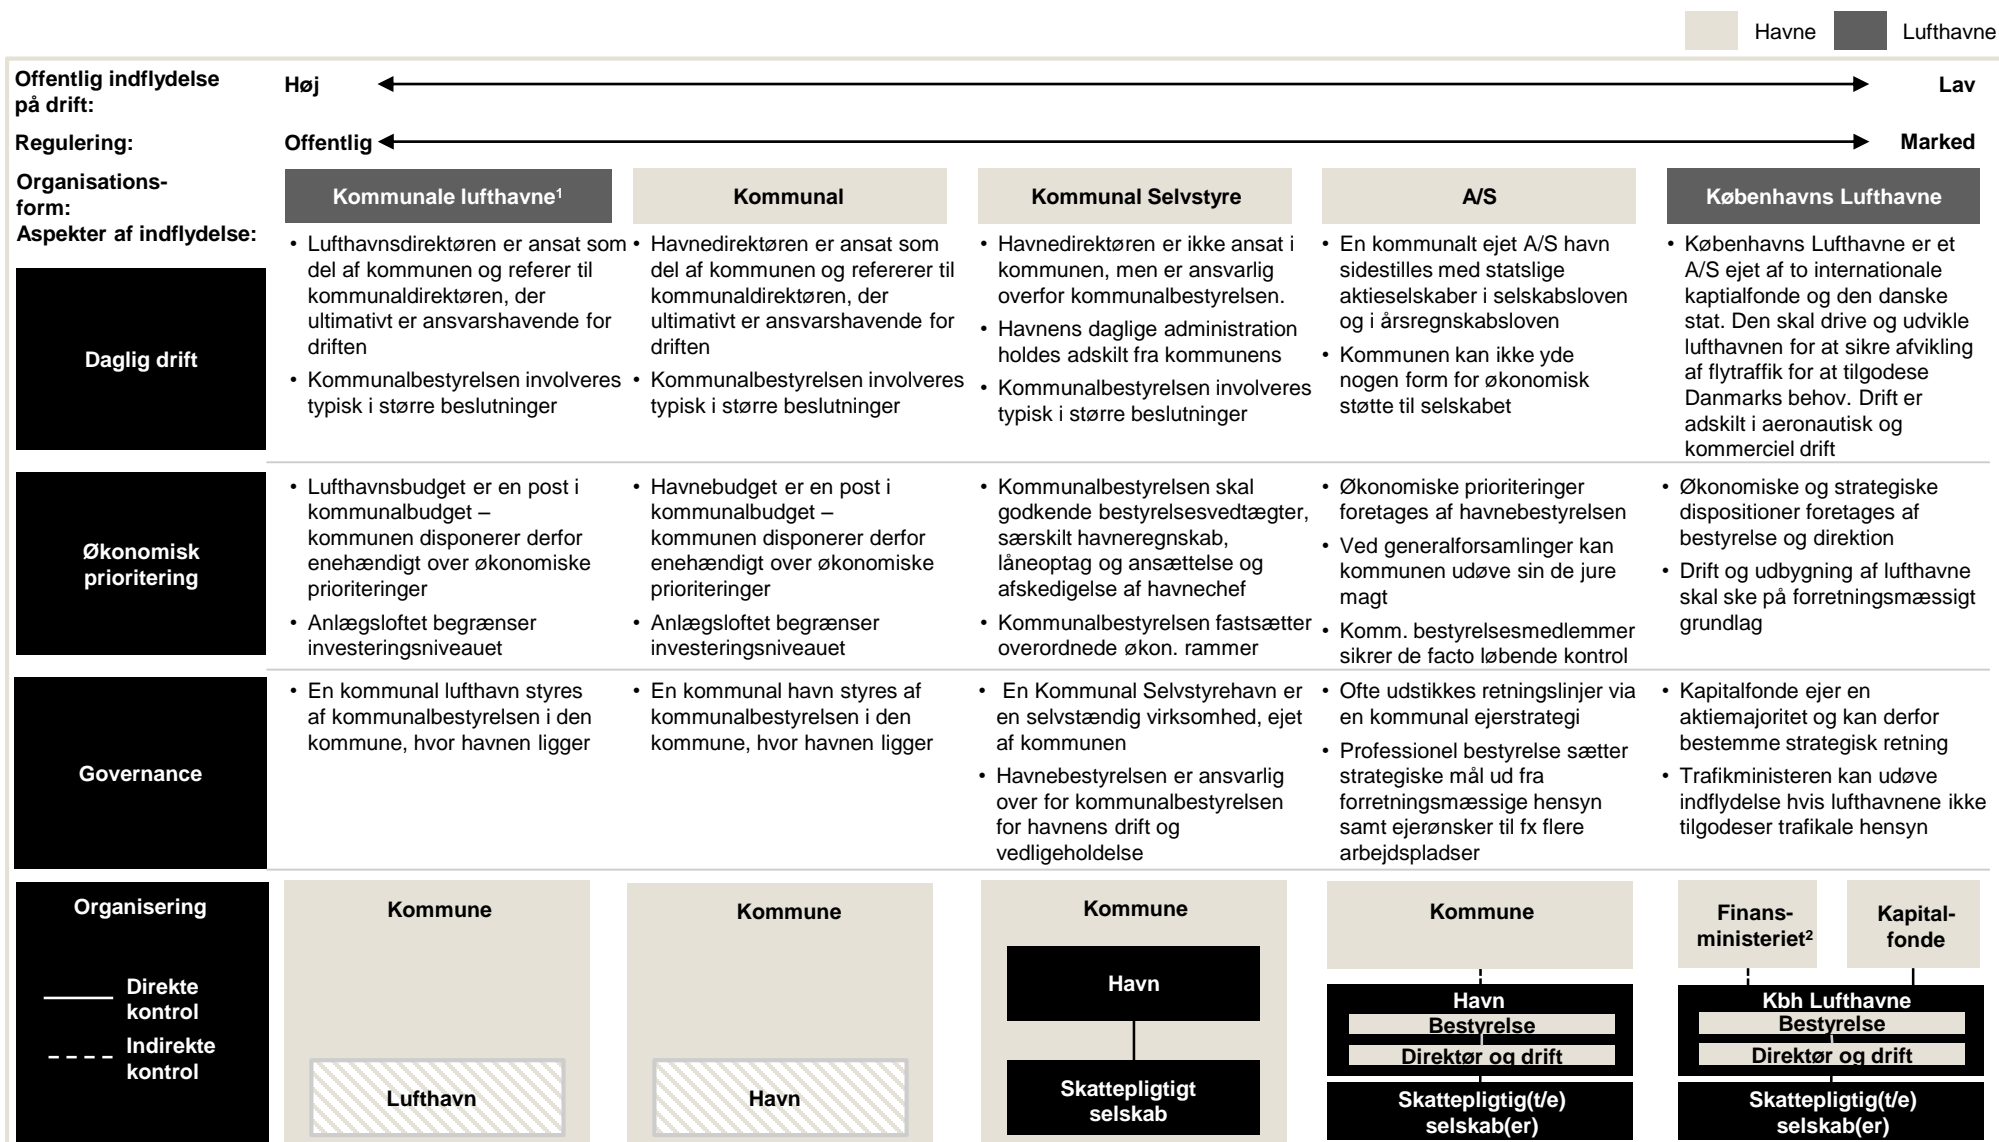 Havne
Lufthavne
Offentlig indflydelse
på drift:
Høj
Lav
Regulering:
Offentlig
Marked
Organisations-
form:
Aspekter af indflydelse:
Kommunale lufthavne¹
Kommunal
Kommunal Selvstyre
A/S
Københavns Lufthavne
Daglig drift
• Lufthavnsdirektøren er ansat som
del af kommunen og referer til
kommunaldirektøren, der
ultimativt er ansvarshavende for
driften
• Kommunalbestyrelsen involveres
typisk i større beslutninger
• Havnedirektøren er ansat som
del af kommunen og refererer til
kommunaldirektøren, der
ultimativt er ansvarshavende for
driften
• Kommunalbestyrelsen involveres
typisk i større beslutninger
• Havnedirektøren er ikke ansat i
kommunen, men er ansvarlig
overfor kommunalbestyrelsen.
• Havnens daglige administration
holdes adskilt fra kommunens
• Kommunalbestyrelsen involveres
typisk i større beslutninger
• En kommunalt ejet A/S havn
sidestilles med statslige
aktieselskaber i selskabsloven
og i årsregnskabsloven
• Kommunen kan ikke yde
nogen form for økonomisk
støtte til selskabet
• Københavns Lufthavne er et
A/S ejet af to internationale
kaptialfonde og den danske
stat. Den skal drive og udvikle
lufthavnen for at sikre afvikling
af flytraffik for at tilgodese
Danmarks behov. Drift er
adskilt i aeronautisk og
kommerciel drift
Økonomisk
prioritering
• Lufthavnsbudget er en post i
kommunalbudget –
kommunen disponerer derfor
enehændigt over økonomiske
prioriteringer
• Anlægsloftet begrænser
investeringsniveauet
• Havnebudget er en post i
kommunalbudget –
kommunen disponerer derfor
enehændigt over økonomiske
prioriteringer
• Anlægsloftet begrænser
investeringsniveauet
• Kommunalbestyrelsen skal
godkende bestyrelsesvedtægter,
særskilt havneregnskab,
låneoptag og ansættelse og
afskedigelse af havnechef
• Kommunalbestyrelsen fastsætter
overordnede økon. rammer
• Økonomiske prioriteringer
foretages af havnebestyrelsen
• Ved generalforsamlinger kan
kommunen udøve sin de jure
magt
• Komm. bestyrelsesmedlemmer
sikrer de facto løbende kontrol
• Økonomiske og strategiske
dispositioner foretages af
bestyrelse og direktion
• Drift og udbygning af lufthavne
skal ske på forretningsmæssigt
grundlag
Governance
• En kommunal lufthavn styres
af kommunalbestyrelsen i den
kommune, hvor havnen ligger
• En kommunal havn styres af
kommunalbestyrelsen i den
kommune, hvor havnen ligger
• En Kommunal Selvstyrehavn er
en selvstændig virksomhed, ejet
af kommunen
• Havnebestyrelsen er ansvarlig
over for kommunalbestyrelsen
for havnens drift og
vedligeholdelse
• Ofte udstikkes retningslinjer via
en kommunal ejerstrategi
• Professionel bestyrelse sætter
strategiske mål ud fra
forretningsmæssige hensyn
samt ejerønsker til fx flere
arbejdspladser
• Kapitalfonde ejer en
aktiemajoritet og kan derfor
bestemme strategisk retning
• Trafikministeren kan udøve
indflydelse hvis lufthavnene ikke
tilgodeser trafikale hensyn
Organisering
Direkte
kontrol
Indirekte
kontrol
Kommune
Lufthavn
Kommune
Havn
Kommune
Havn
Skattepligtigt
selskab
Kommune
Havn
Bestyrelse
Direktør og drift
Skattepligtig(t/e)
selskab(er)
Finans-
ministeriet²
Kapital-
fonde
Kbh Lufthavne
Bestyrelse
Direktør og drift
Skattepligtig(t/e)
selskab(er)